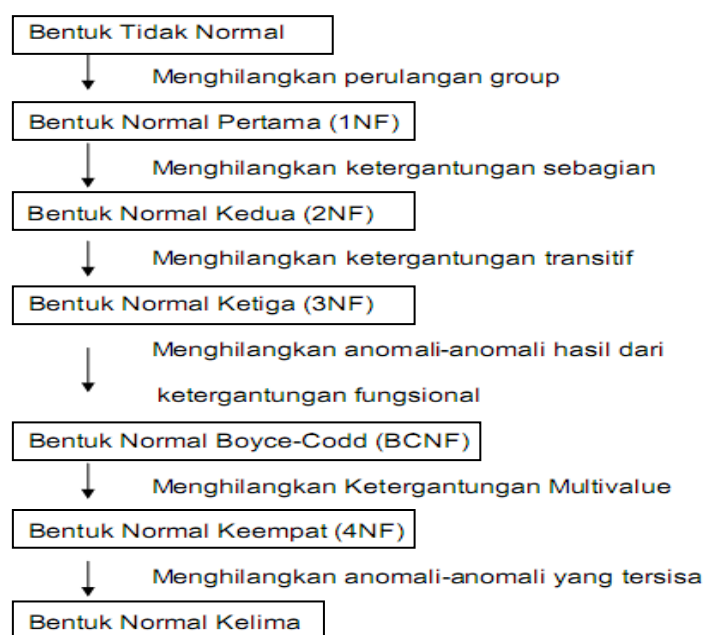 Bentuk Tidak Normal
Menghilangkan perulangan group
Bentuk Normal Pertama (1NF)
Menghilangkan ketergantungan sebagian
Bentuk Normal Kedua (2NF)
Menghilangkan ketergantungan transitif
Bentuk Normal Ketiga (3NF)
Menghilangkan anomali-anomali hasil dari
ketergantungan fungsional
Bentuk Normal Boyce-Codd (BCNF)
Menghilangkan Ketergantungan Multivalue
Bentuk Normal Keempat (4NF)
Menghilangkan anomali-anomali yang tersisa
Bentuk Normal Kelima